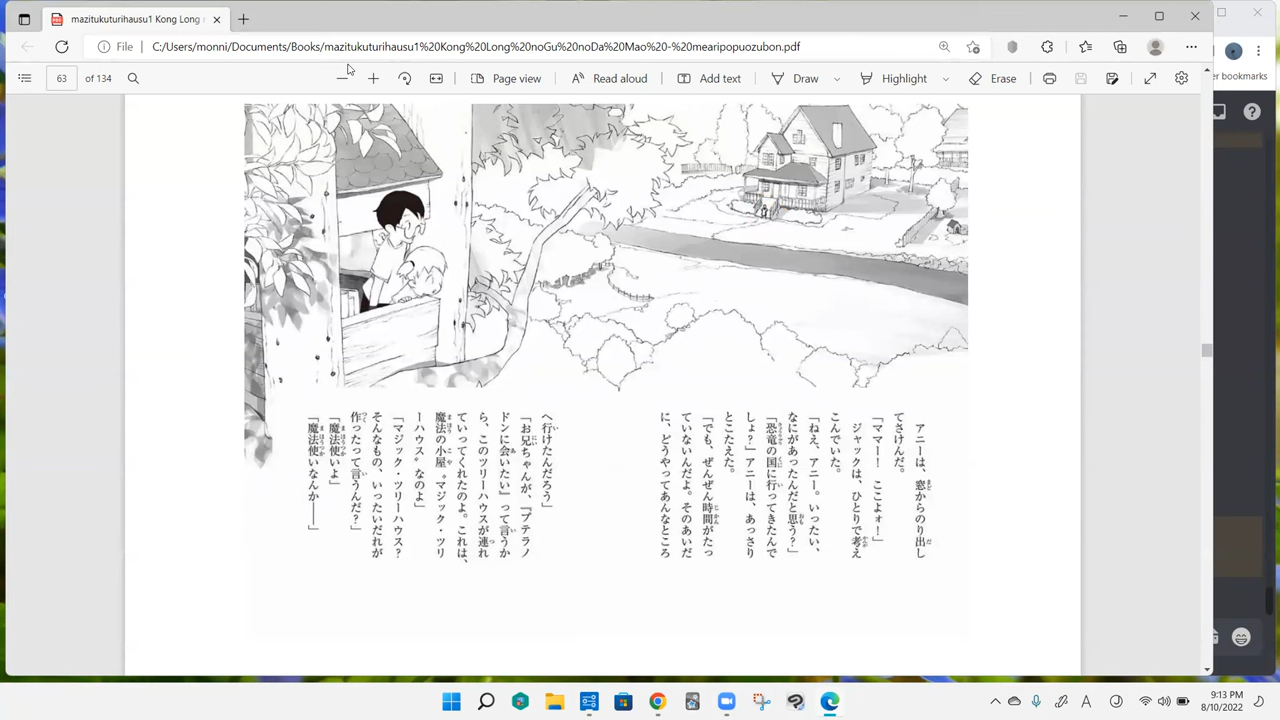 mazitukuturihausu1 Kong Long r
File
C:/Users/monni/Documents/Books/mazitukuturihausu1%20Kong%20Long%20noGu%20noDa%20Mao%20-%20mearipopuozubon.pdf
63 of 134
Page view
Read aloud
Add text
Draw
Highlight
Erase
er bookmarks
アニーは、窓からのり出し
てさけんだ。
「ママー！　ここよォ！」
ジャックは、ひとりで考え
こんでいた。
「ねえ、アニー。いったい、
なにがあったんだと思う？」
「恐竜の国に行ってきたんで
しょ？」アニーは、あっさり
とこたえた。
「でも、ぜんぜん時間がたっ
ていないんだよ。そのあいだ
に、どうやってあんなところ
へ行けたんだろう」
「お兄ちゃんが、『プテラノ
ドンに会いたい』って言うか
ら、このツリーハウスが連れ
ていってくれたのよ。これは、
魔法の小屋〝マジック・ツリ
ーハウス〟なのよ」
「マジック・ツリーハウス？
そんなもの、いったいだれが
作ったって言うんだ？」
「魔法使いよ」
「魔法使いなんか――」
9:13 PM
8/10/2022